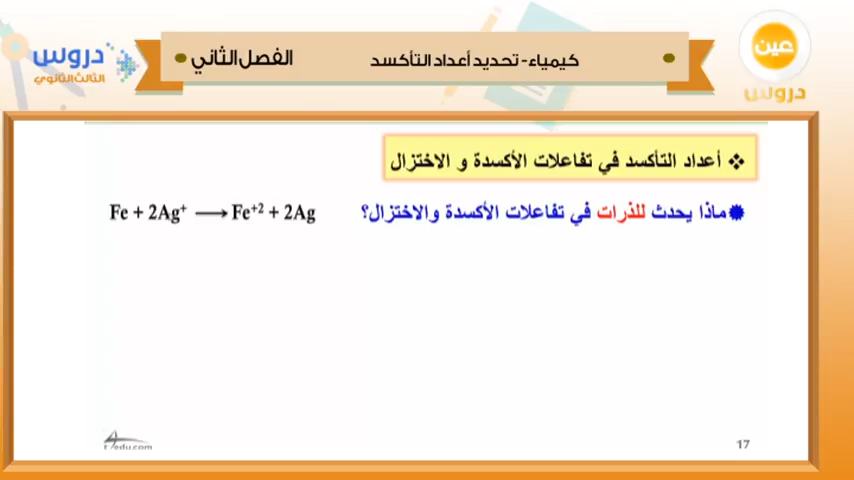 دروس
الثالث الثانوي
الفصل الثاني
كيمياء - تحديد أعداد التأكسد
عين
دروس
❖ أعداد التأكسد في تفاعلات الأكسدة و الاختزال
ماذا يحدث للذرات في تفاعلات الأكسدة والاختزال؟
Fe + 2Ag⁺ ⟶ Fe⁺² + 2Ag
17